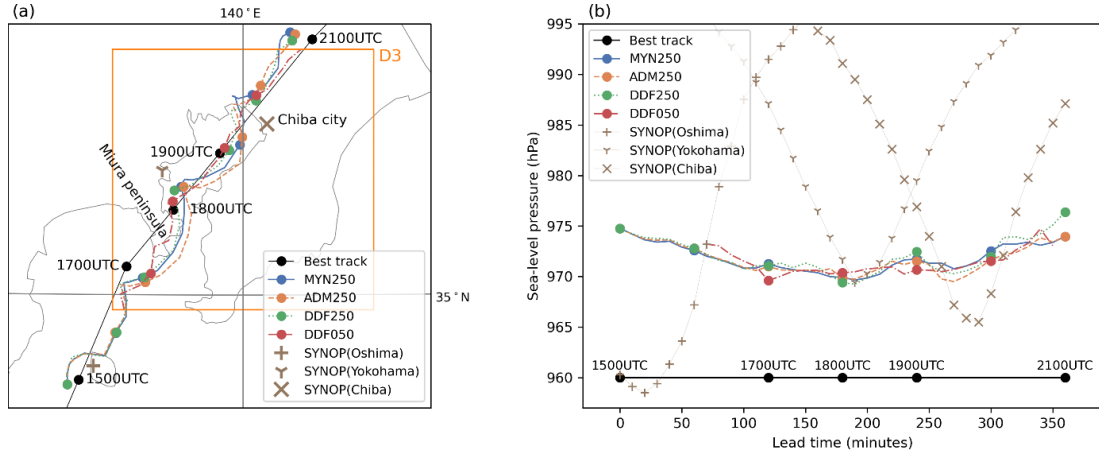 (a)
140 ° E
2100UTC
D3
Chiba city
1900UTC
Miura peninsula
1800UTC
1700UTC
35 ° N
1500UTC
Best track
MYN250
ADM250
DDF250
DDF050
SYNOP(Oshima)
SYNOP(Yokohama)
SYNOP(Chiba)
(b)
995
990
985
980
975
970
965
960
Sea-level pressure (hPa)
Best track
MYN250
ADM250
DDF250
DDF050
SYNOP(Oshima)
SYNOP(Yokohama)
SYNOP(Chiba)
1500UTC
1700UTC
1800UTC
1900UTC
2100UTC
0
50
100
150
200
250
300
350
Lead time (minutes)